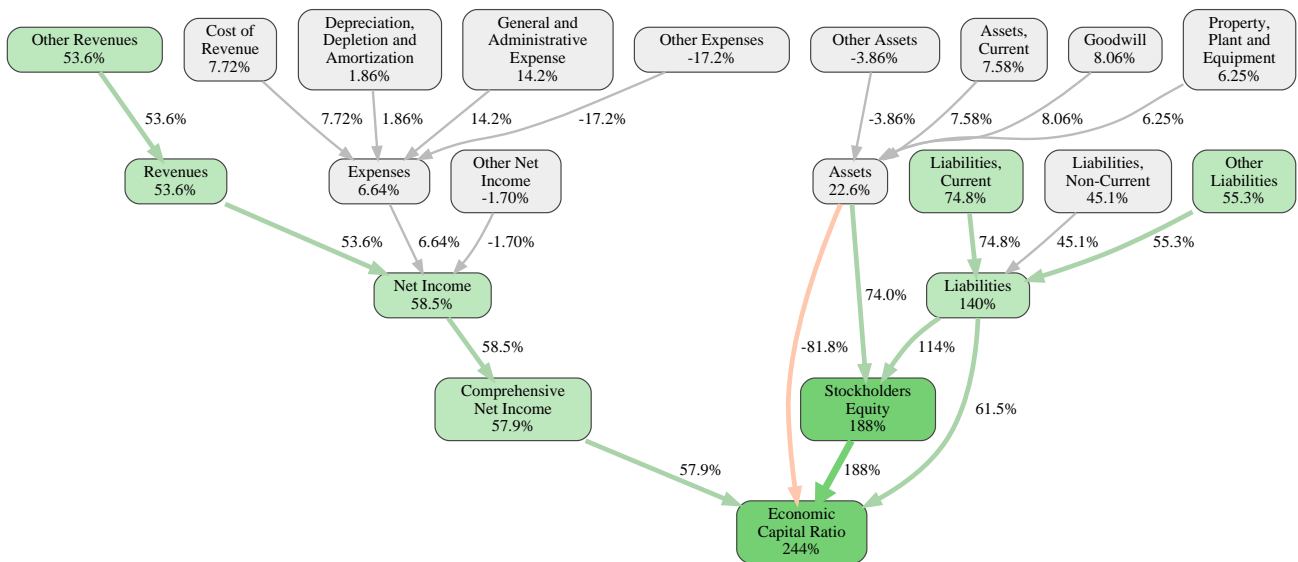 Other Revenues
53.6%
Cost of
Revenue
7.72%
Depreciation,
Depletion and
Amortization
1.86%
General and
Administrative
Expense
14.2%
Other Expenses
-17.2%
Other Assets
-3.86%
Assets,
Current
7.58%
Goodwill
8.06%
Property,
Plant and
Equipment
6.25%
53.6%
7.72%
1.86%
14.2%
-17.2%
-3.86%
7.58%
8.06%
6.25%
Revenues
53.6%
Expenses
6.64%
Other Net
Income
-1.70%
Assets
22.6%
Liabilities,
Current
74.8%
Liabilities,
Non-Current
45.1%
Other
Liabilities
55.3%
53.6%
6.64%
-1.70%
74.8%
45.1%
55.3%
Net Income
58.5%
74.0%
Liabilities
140%
58.5%
-81.8%
114%
Comprehensive
Net Income
57.9%
Stockholders
Equity
188%
61.5%
57.9%
188%
Economic
Capital Ratio
244%